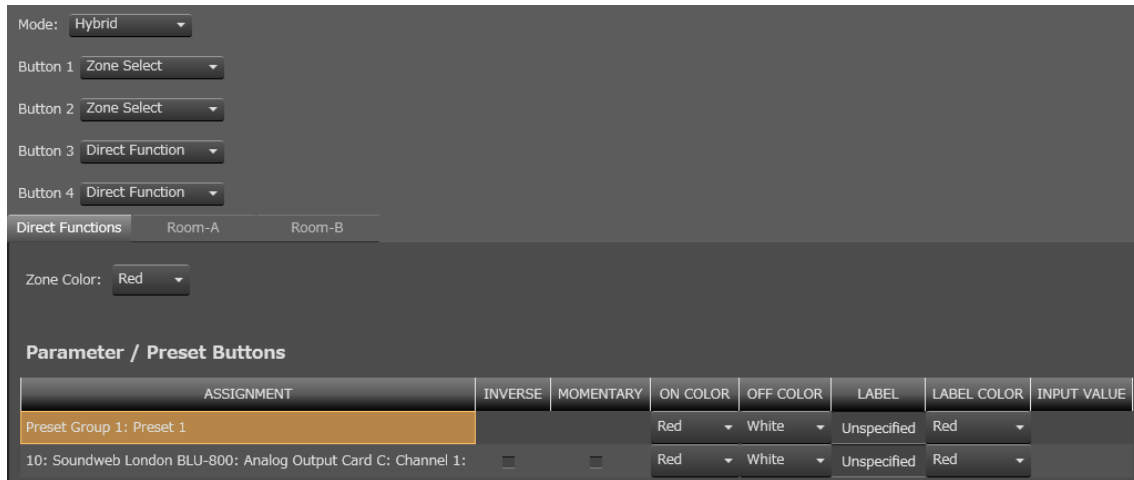 Mode: Hybrid
Button 1 Zone Select
Button 2 Zone Select
Button 3 Direct Function
Button 4 Direct Function
Direct Functions Room-A Room-B
Zone Color: Red
Parameter / Preset Buttons
ASSIGNMENT INVERSE MOMENTARY ON COLOR OFF COLOR LABEL LABEL COLOR INPUT VALUE
Preset Group 1: Preset 1 Red White Unspecified Red
10: Soundweb London BLU-800: Analog Output Card C: Channel 1: Red White Unspecified Red